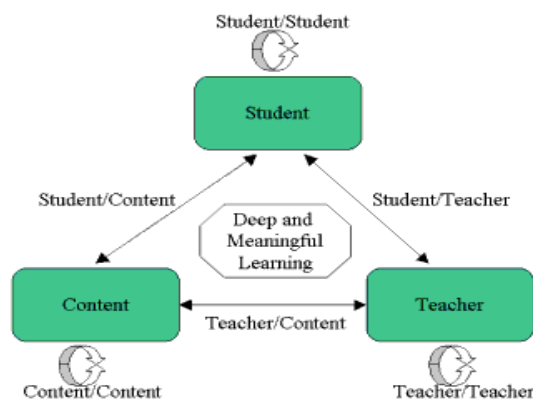 Student/Student
Student
Student/Content
Student/Teacher
Deep and
Meaningful
Learning
Content
Teacher
Teacher/Content
Content/Content
Teacher/Teacher